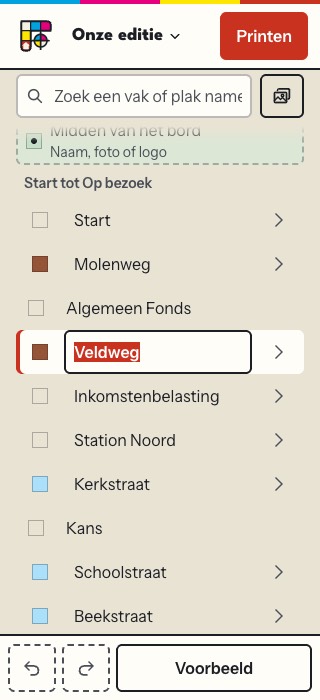 Onze editie
Printen
Zoek een vak of plak name
Midden van het bord
Naam, foto of logo
Start tot Op bezoek
Start
Molenweg
Algemeen Fonds
Veldweg
Inkomstenbelasting
Station Noord
Kerkstraat
Kans
Schoolstraat
Beekstraat
Voorbeeld